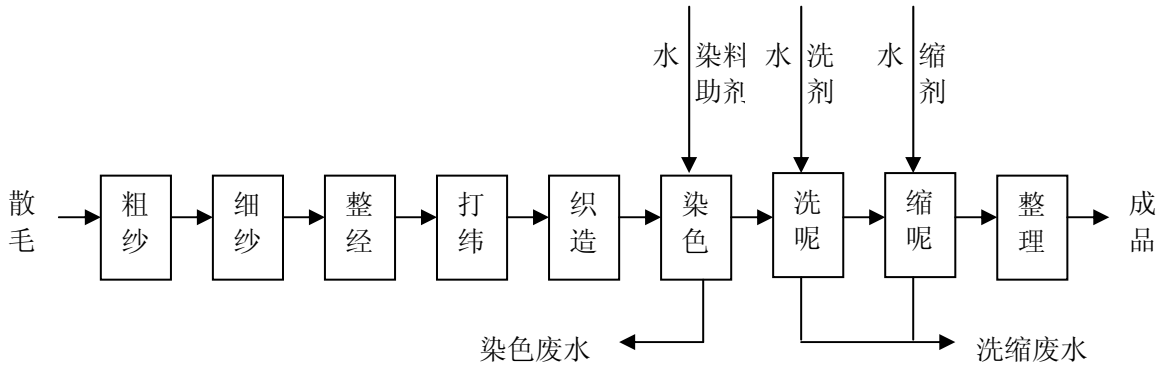 水 染料助剂
水 洗剂
水 缩剂
散毛
粗纱
细纱
整经
打纬
织造
染色
洗呢
缩呢
整理
成品
染色废水
洗缩废水